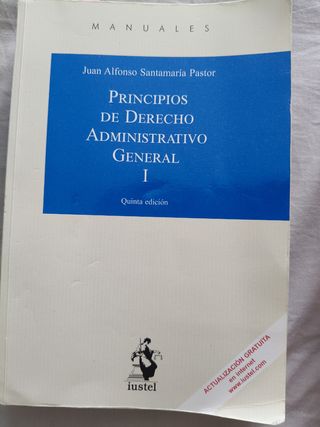 MANUALES
Juan Alfonso Santamaría Pastor
PRINCIPIOS
DE DERECHO
ADMINISTRATIVO
GENERAL
I
Quinta edición
iustel
ACTUALIZACIÓN GRATUITA
en internet
www.iustel.com